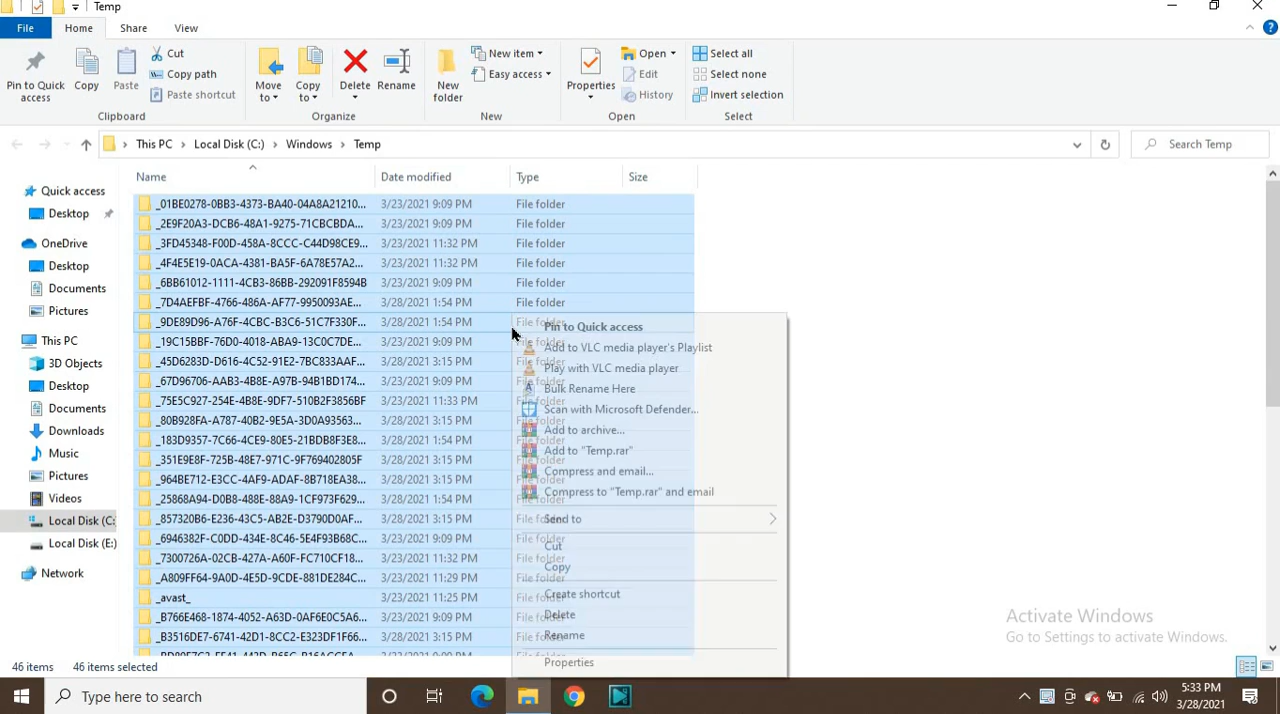 Temp
File Home Share View
Pin to Quick access
Copy
Paste
Cut
Copy path
Paste shortcut
Clipboard
Move to
Copy to
Delete
Rename
Organize
New folder
New item
Easy access
New
Properties
Open
Edit
History
Open
Select all
Select none
Invert selection
Select
This PC > Local Disk (C:) > Windows > Temp
Search Temp
Quick access
Desktop
OneDrive
Desktop
Documents
Pictures
This PC
3D Objects
Desktop
Documents
Downloads
Music
Pictures
Videos
Local Disk (C:
Local Disk (E:)
Network
Name Date modified Type Size
_01BE0278-0BB3-4373-BA40-04A8A21210... 3/23/2021 9:09 PM File folder
_2E9F20A3-DCB6-48A1-9275-71CBCBDA... 3/23/2021 9:09 PM File folder
_3FD45348-F00D-458A-8CCC-C44D98CE9... 3/23/2021 11:32 PM File folder
_4F4E5E19-0ACA-4381-BA5F-6A78E57A2... 3/23/2021 11:32 PM File folder
_6BB61012-1111-4CB3-86BB-292091F8594B 3/23/2021 9:09 PM File folder
_7D4AEFBF-4766-486A-AF77-9950093AE... 3/28/2021 1:54 PM File folder
_9DE89D96-A76F-4CBC-B3C6-51C7F330F... 3/28/2021 1:54 PM File folder
_19C15BBF-76D0-4018-ABA9-13C0C7DE... 3/23/2021 9:09 PM
_45D6283D-D616-4C52-91E2-7BC833AAF... 3/28/2021 3:15 PM
_67D96706-AAB3-4B8E-A97B-94B1BD174... 3/23/2021 9:09 PM
_75E5C927-254E-4B8E-9DF7-510B2F3856BF 3/23/2021 11:33 PM
_80B928FA-A787-40B2-9E5A-3D0A93563... 3/28/2021 3:15 PM
_183D9357-7C66-4CE9-80E5-21BDB8F3E8... 3/28/2021 1:54 PM
_351E9E8F-725B-48E7-971C-9F769402805F 3/28/2021 3:15 PM
_964BE712-E3CC-4AF9-ADAF-8B718EA38... 3/28/2021 3:15 PM
_25868A94-D0B8-488E-88A9-1CF973F629... 3/28/2021 1:54 PM
_857320B6-E236-43C5-AB2E-D3790D0AF... 3/28/2021 3:15 PM
_6946382F-C0DD-434E-8C46-5E4F93B68C... 3/23/2021 9:09 PM
_7300726A-02CB-427A-A60F-FC710CF18... 3/23/2021 11:32 PM
_A809FF64-9A0D-4E5D-9CDE-881DE284C... 3/23/2021 11:29 PM
_avast_ 3/23/2021 11:25 PM
_B766E468-1874-4052-A63D-0AF6E0C5A6... 3/23/2021 9:09 PM
_B3516DE7-6741-42D1-8CC2-E323DF1F66... 3/28/2021 3:15 PM
Pin to Quick access
Add to VLC media player's Playlist
Play with VLC media player
Bulk Rename Here
Scan with Microsoft Defender...
Add to archive...
Add to "Temp.rar"
Compress and email...
Compress to "Temp.rar" and email
Send to
Cut
Copy
Create shortcut
Delete
Rename
Properties
Activate Windows
Go to Settings to activate Windows.
46 items 46 items selected
Type here to search
5:33 PM
3/28/2021